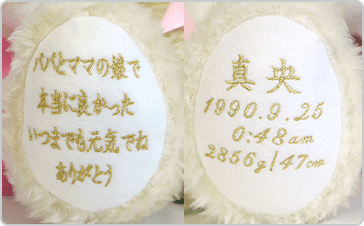 パパとママの娘で
本当に良かった
いつまでも元気でね
ありがとう
真央
1990.9.25
0:48am
2856g/47cm